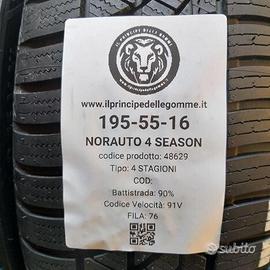 IL PRINCIPE DELLE GOMME
www.ilprincipedellegomme.it
195-55-16
NORAUTO 4 SEASON
codice prodotto: 48629
Tipo: 4 STAGIONI
COD:
Battistrada: 90%
Codice Velocità: 91V
FILA: 76
subito